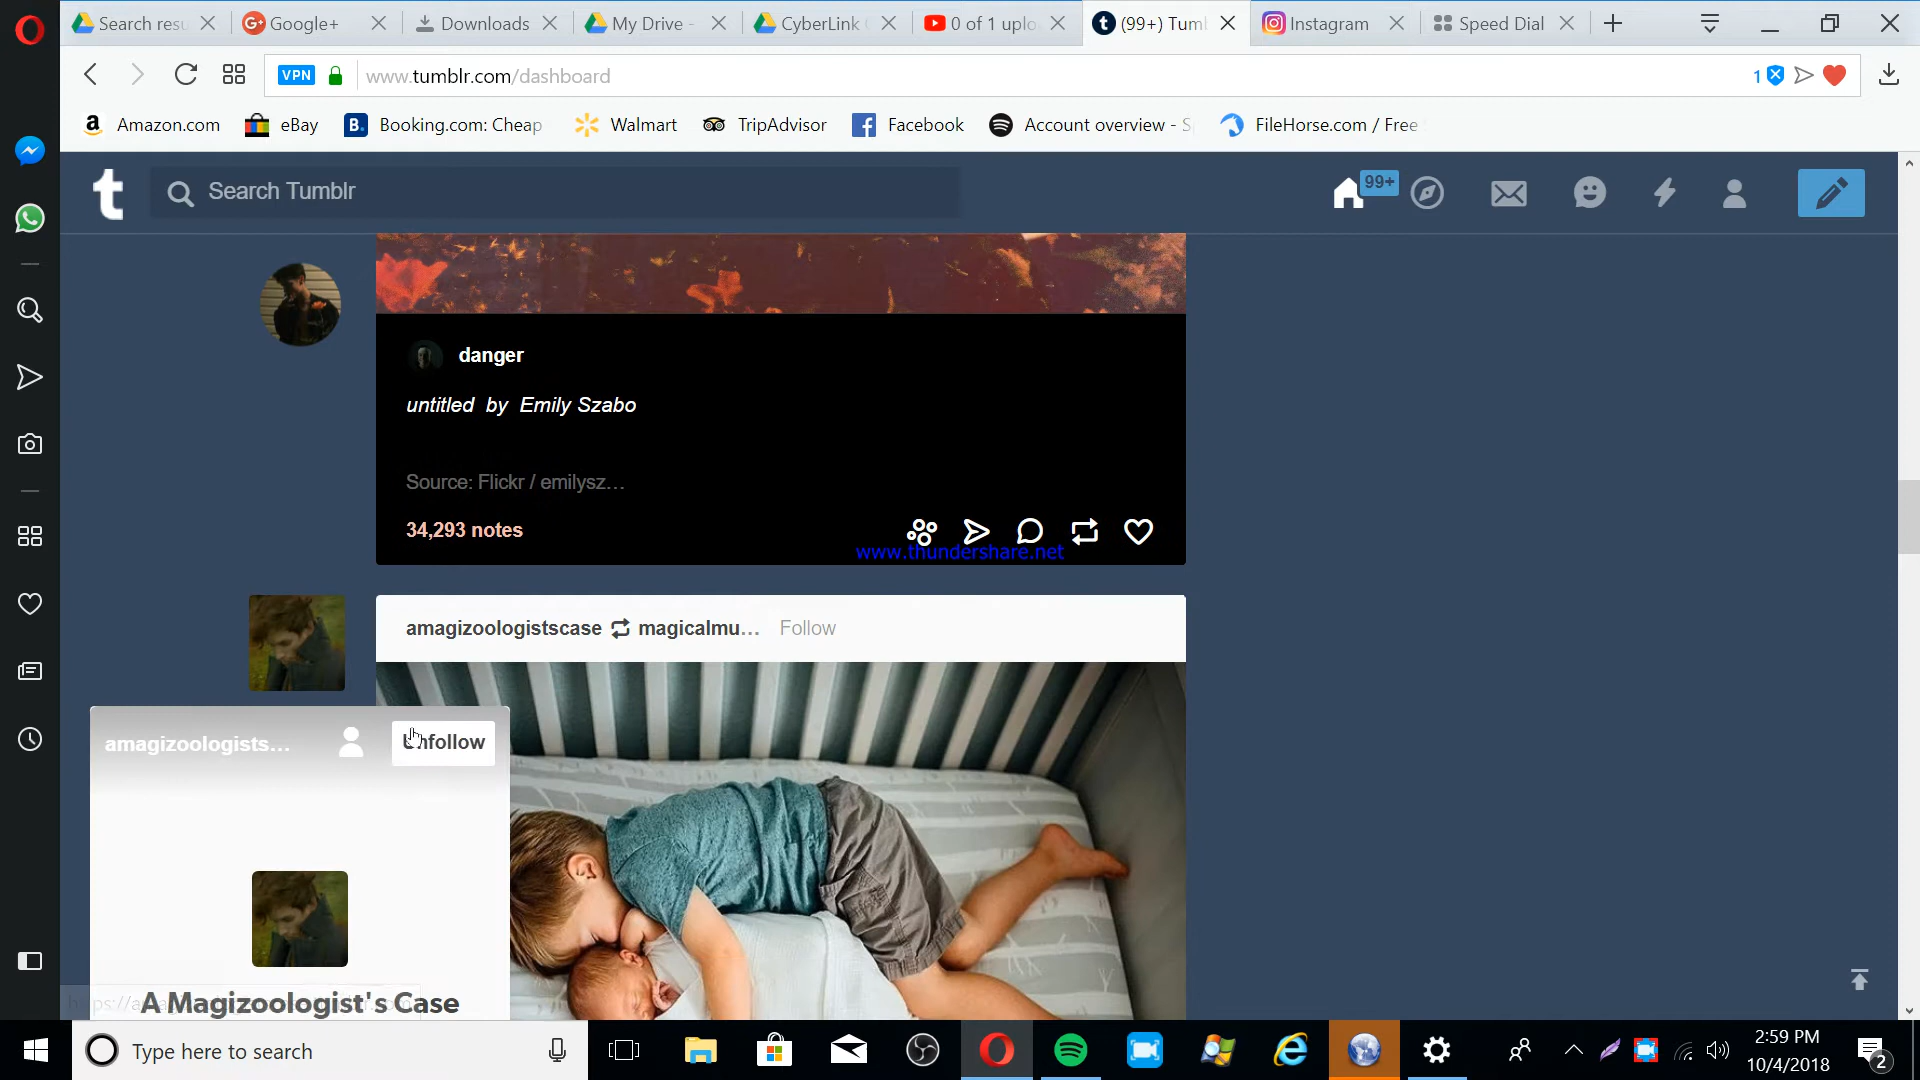 Search resu
Google+
Downloads
My Drive -
CyberLink
0 of 1 uplo
(99+) Tum
Instagram
Speed Dial
VPN
www.tumblr.com/dashboard
1
Amazon.com
eBay
Booking.com: Cheap
Walmart
TripAdvisor
Facebook
Account overview - S
FileHorse.com / Free
Search Tumblr
99+
danger
untitled by Emily Szabo
Source: Flickr / emilysz…
34,293 notes
www.thundershare.net
amagizoologistscase magicalmu… Follow
amagizoologists… Unfollow
A Magizoologist's Case
Type here to search
2:59 PM
10/4/2018
2